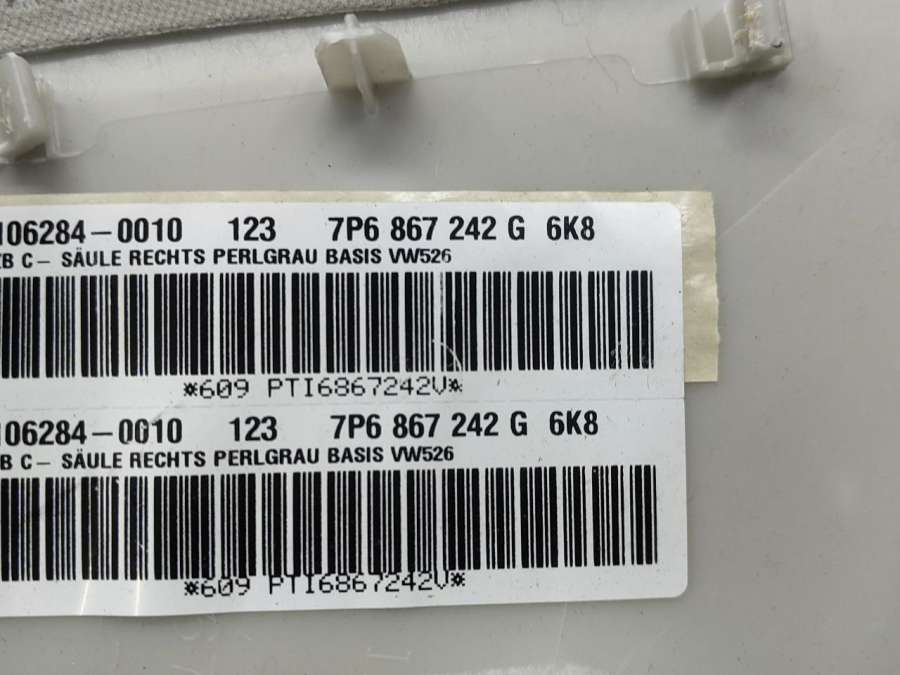 106284-0010 123 7P6 867 242 G 6K8
B C- SÄULE RECHTS PERLGRAU BASIS VW526
*609 PTI6867242V*
106284-0010 123 7P6 867 242 G 6K8
B C- SÄULE RECHTS PERLGRAU BASIS VW526
*609 PTI6867242V*